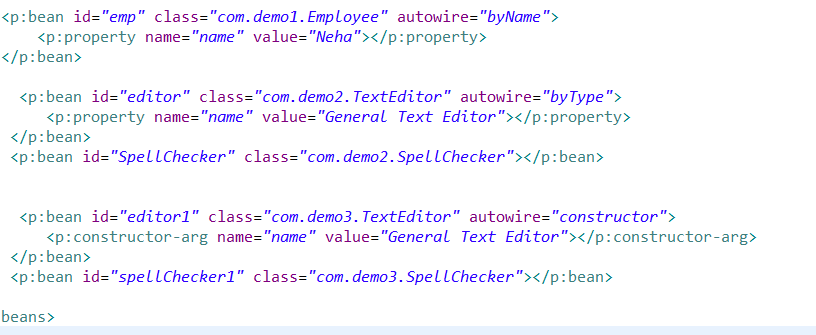 <p:bean id="emp" class="com.demo1.Employee" autowire="byName">
<p:property name="name" value="Neha"></p:property>
</p:bean>
<p:bean id="editor" class="com.demo2.TextEditor" autowire="byType">
<p:property name="name" value="General Text Editor"></p:property>
</p:bean>
<p:bean id="SpellChecker" class="com.demo2.SpellChecker"></p:bean>
<p:bean id="editor1" class="com.demo3.TextEditor" autowire="constructor">
<p:constructor-arg name="name" value="General Text Editor"></p:constructor-arg>
</p:bean>
<p:bean id="spellChecker1" class="com.demo3.SpellChecker"></p:bean>
beans>